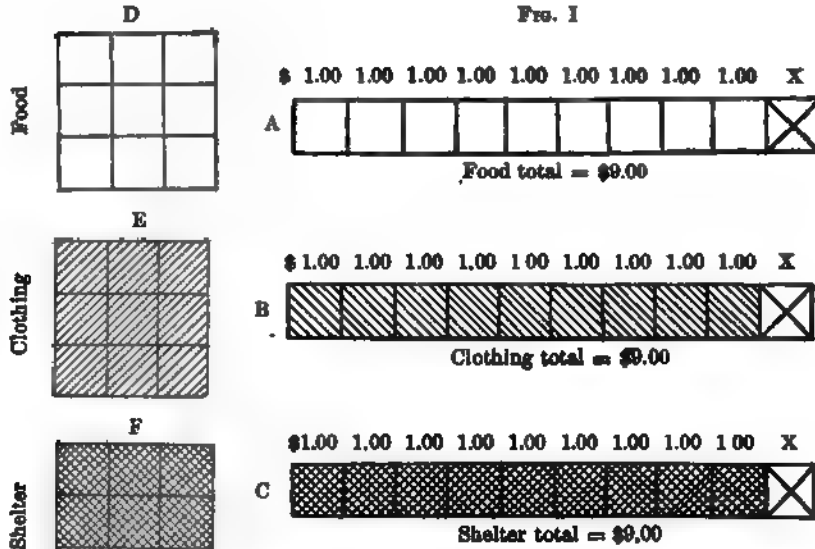 D
Fig. I
Food
$ 1.00 1.00 1.00 1.00 1.00 1.00 1.00 1.00 1.00 X
A
Food total = $9.00
E
Clothing
$ 1.00 1.00 1.00 1.00 1 00 1.00 1.00 1.00 1.00 X
B
Clothing total = $9.00
F
Shelter
$1.00 1.00 1.00 1.00 1.00 1.00 1.00 1.00 1 00 X
C
Shelter total = $9,00